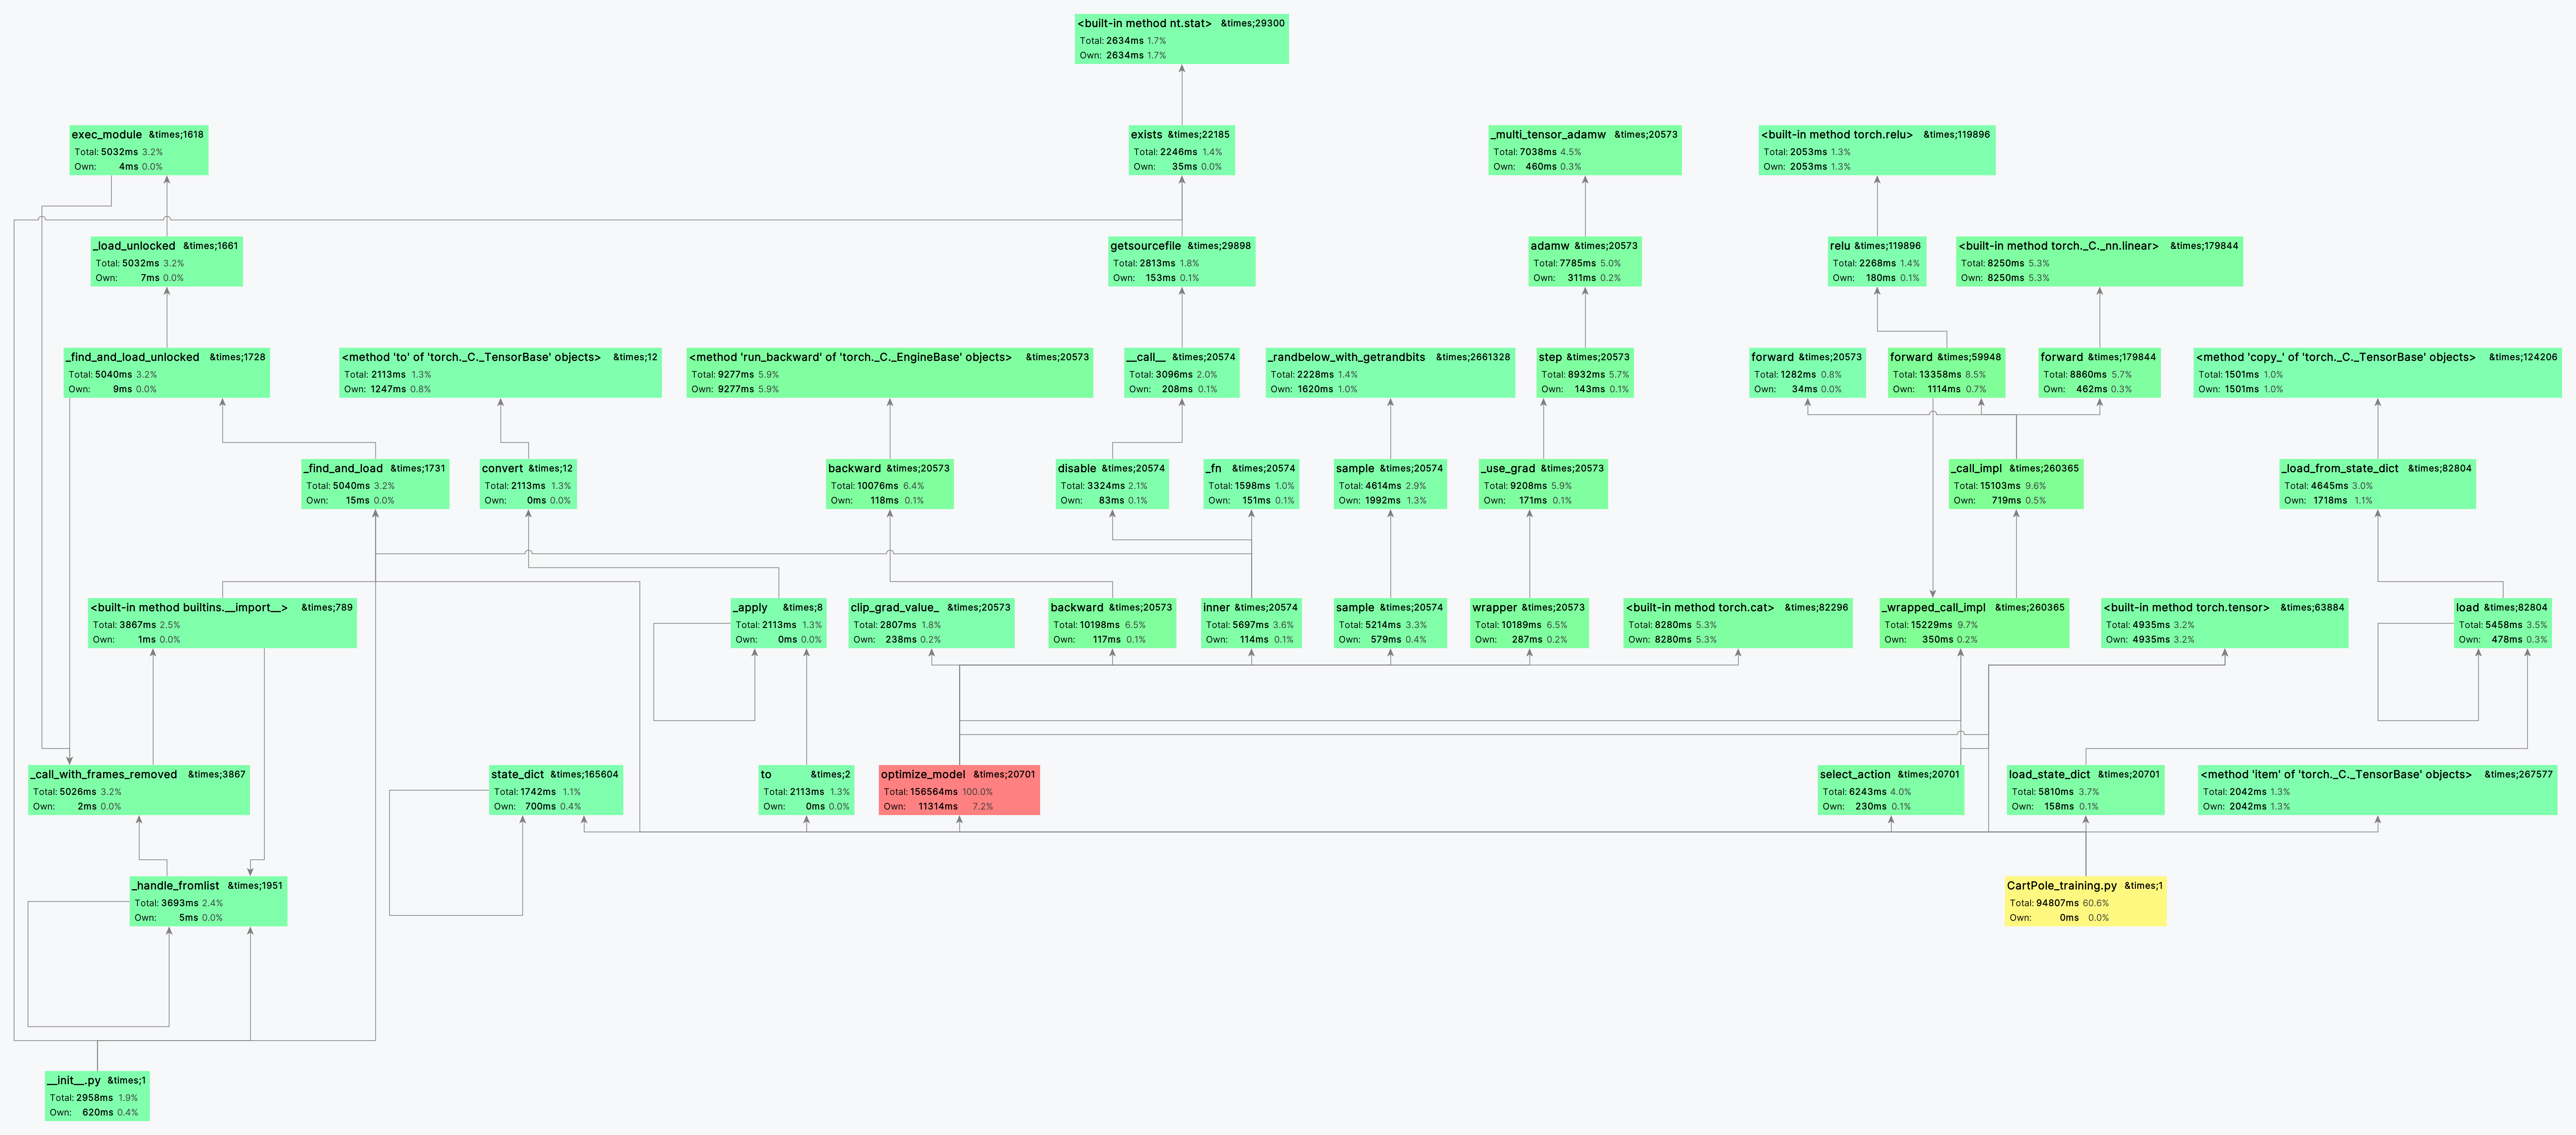 <built-in method nt.stat> &times;29300
Total: 2634ms 1.7%
Own: 2634ms 1.7%
exec_module &times;1618
Total: 5032ms 3.2%
Own: 4ms 0.0%
exists &times;22185
Total: 2246ms 1.4%
Own: 35ms 0.0%
_multi_tensor_adamw &times;20573
Total: 7038ms 4.5%
Own: 460ms 0.3%
<built-in method torch.relu> &times;119896
Total: 2053ms 1.3%
Own: 2053ms 1.3%
_load_unlocked &times;1661
Total: 5032ms 3.2%
Own: 7ms 0.0%
getsourcefile &times;29898
Total: 2813ms 1.8%
Own: 153ms 0.1%
adamw &times;20573
Total: 7785ms 5.0%
Own: 311ms 0.2%
relu &times;119896
Total: 2268ms 1.4%
Own: 180ms 0.1%
<built-in method torch._C._nn.linear> &times;179844
Total: 8250ms 5.3%
Own: 8250ms 5.3%
_find_and_load_unlocked &times;1728
Total: 5040ms 3.2%
Own: 9ms 0.0%
<method 'to' of 'torch._C._TensorBase' objects> &times;12
Total: 2113ms 1.3%
Own: 1247ms 0.8%
<method 'run_backward' of 'torch._C._EngineBase' objects> &times;20573
Total: 9277ms 5.9%
Own: 9277ms 5.9%
__call__ &times;20574
Total: 3096ms 2.0%
Own: 208ms 0.1%
_randbelow_with_getrandbits &times;2661328
Total: 2228ms 1.4%
Own: 1620ms 1.0%
step &times;20573
Total: 8932ms 5.7%
Own: 143ms 0.1%
forward &times;20573
Total: 1282ms 0.8%
Own: 34ms 0.0%
forward &times;59948
Total: 13358ms 8.5%
Own: 1114ms 0.7%
forward &times;179844
Total: 8860ms 5.7%
Own: 462ms 0.3%
<method 'copy_' of 'torch._C._TensorBase' objects> &times;124206
Total: 1501ms 1.0%
Own: 1501ms 1.0%
_find_and_load &times;1731
Total: 5040ms 3.2%
Own: 15ms 0.0%
convert &times;12
Total: 2113ms 1.3%
Own: 0ms 0.0%
backward &times;20573
Total: 10076ms 6.4%
Own: 118ms 0.1%
disable &times;20574
Total: 3324ms 2.1%
Own: 83ms 0.1%
_fn &times;20574
Total: 1598ms 1.0%
Own: 151ms 0.1%
sample &times;20574
Total: 4614ms 2.9%
Own: 1992ms 1.3%
_use_grad &times;20573
Total: 9208ms 5.9%
Own: 171ms 0.1%
_call_impl &times;260365
Total: 15103ms 9.6%
Own: 719ms 0.5%
_load_from_state_dict &times;82804
Total: 4645ms 3.0%
Own: 1718ms 1.1%
<built-in method builtins.__import__> &times;789
Total: 3867ms 2.5%
Own: 1ms 0.0%
_apply &times;8
Total: 2113ms 1.3%
Own: 0ms 0.0%
clip_grad_value_ &times;20573
Total: 2807ms 1.8%
Own: 238ms 0.2%
backward &times;20573
Total: 10198ms 6.5%
Own: 117ms 0.1%
inner &times;20574
Total: 5697ms 3.6%
Own: 114ms 0.1%
sample &times;20574
Total: 5214ms 3.3%
Own: 579ms 0.4%
wrapper &times;20573
Total: 10189ms 6.5%
Own: 287ms 0.2%
<built-in method torch.cat> &times;82296
Total: 8280ms 5.3%
Own: 8280ms 5.3%
_wrapped_call_impl &times;260365
Total: 15229ms 9.7%
Own: 350ms 0.2%
<built-in method torch.tensor> &times;63884
Total: 4935ms 3.2%
Own: 4935ms 3.2%
load &times;82804
Total: 5458ms 3.5%
Own: 478ms 0.3%
_call_with_frames_removed &times;3867
Total: 5026ms 3.2%
Own: 2ms 0.0%
state_dict &times;165604
Total: 1742ms 1.1%
Own: 700ms 0.4%
to &times;2
Total: 2113ms 1.3%
Own: 0ms 0.0%
optimize_model &times;20701
Total: 156564ms 100.0%
Own: 11314ms 7.2%
select_action &times;20701
Total: 6243ms 4.0%
Own: 230ms 0.1%
load_state_dict &times;20701
Total: 5810ms 3.7%
Own: 158ms 0.1%
<method 'item' of 'torch._C._TensorBase' objects> &times;267577
Total: 2042ms 1.3%
Own: 2042ms 1.3%
_handle_fromlist &times;1951
Total: 3693ms 2.4%
Own: 5ms 0.0%
CartPole_training.py &times;1
Total: 94807ms 60.6%
Own: 0ms 0.0%
__init__.py &times;1
Total: 2958ms 1.9%
Own: 620ms 0.4%